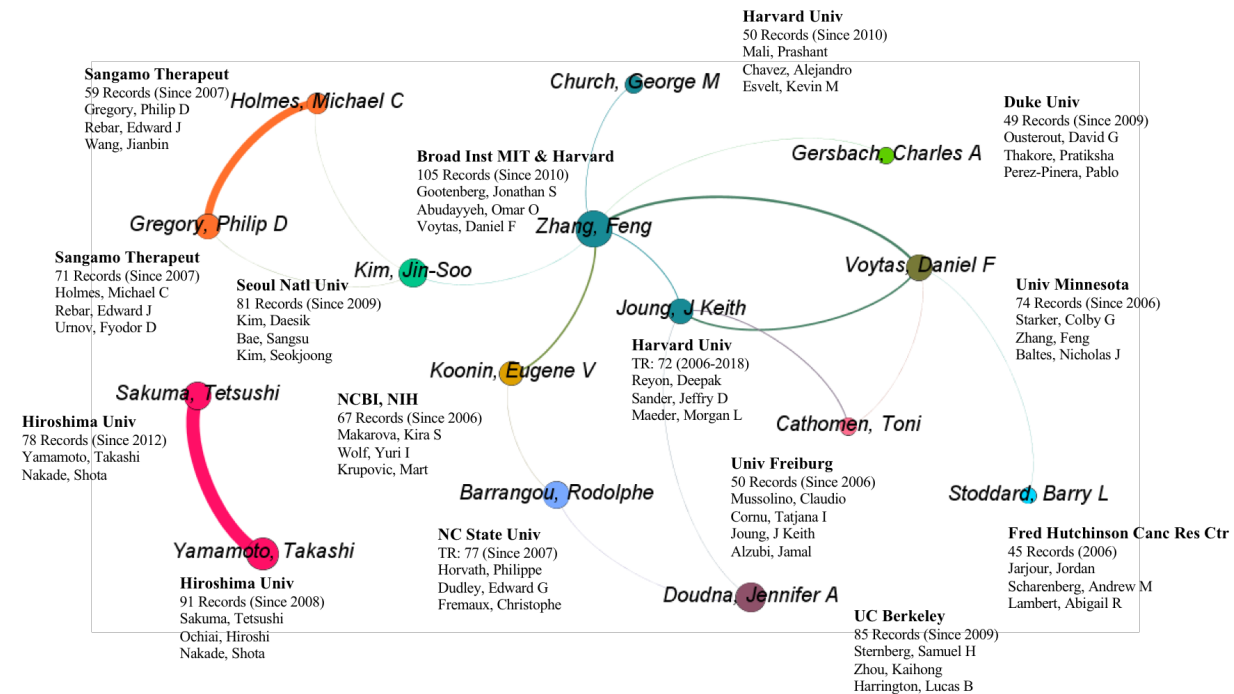 Harvard Univ
50 Records (Since 2010)
Mali, Prashant
Chavez, Alejandro
Esvelt, Kevin M
Church, George M
Sangamo Therapeut
59 Records (Since 2007)
Gregory, Philip D
Rebar, Edward J
Wang, Jianbin
Holmes, Michael C
Duke Univ
49 Records (Since 2009)
Ousterout, David G
Thakore, Pratiksha
Perez-Pinera, Pablo
Gersbach, Charles A
Broad Inst MIT & Harvard
105 Records (Since 2010)
Gootenberg, Jonathan S
Abudayyeh, Omar O
Voytas, Daniel F
Zhang, Feng
Gregory, Philip D
Sangamo Therapeut
71 Records (Since 2007)
Holmes, Michael C
Rebar, Edward J
Urnov, Fyodor D
Kim, Jin-Soo
Seoul Natl Univ
81 Records (Since 2009)
Kim, Daesik
Bae, Sangsu
Kim, Seokjoong
Voytas, Daniel F
Univ Minnesota
74 Records (Since 2006)
Starker, Colby G
Zhang, Feng
Baltes, Nicholas J
Joung, J Keith
Harvard Univ
TR: 72 (2006-2018)
Reyon, Deepak
Sander, Jeffry D
Maeder, Morgan L
Koonin, Eugene V
NCBI, NIH
67 Records (Since 2006)
Makarova, Kira S
Wolf, Yuri I
Krupovic, Mart
Sakuma, Tetsushi
Hiroshima Univ
78 Records (Since 2012)
Yamamoto, Takashi
Nakade, Shota
Cathomen, Toni
Univ Freiburg
50 Records (Since 2006)
Mussolino, Claudio
Cornu, Tatjana I
Joung, J Keith
Alzubi, Jamal
Barrangou, Rodolphe
NC State Univ
TR: 77 (Since 2007)
Horvath, Philippe
Dudley, Edward G
Fremaux, Christophe
Stoddard, Barry L
Fred Hutchinson Canc Res Ctr
45 Records (2006)
Jarjour, Jordan
Scharenberg, Andrew M
Lambert, Abigail R
Yamamoto, Takashi
Hiroshima Univ
91 Records (Since 2008)
Sakuma, Tetsushi
Ochiai, Hiroshi
Nakade, Shota
Doudna, Jennifer A
UC Berkeley
85 Records (Since 2009)
Sternberg, Samuel H
Zhou, Kaihong
Harrington, Lucas B